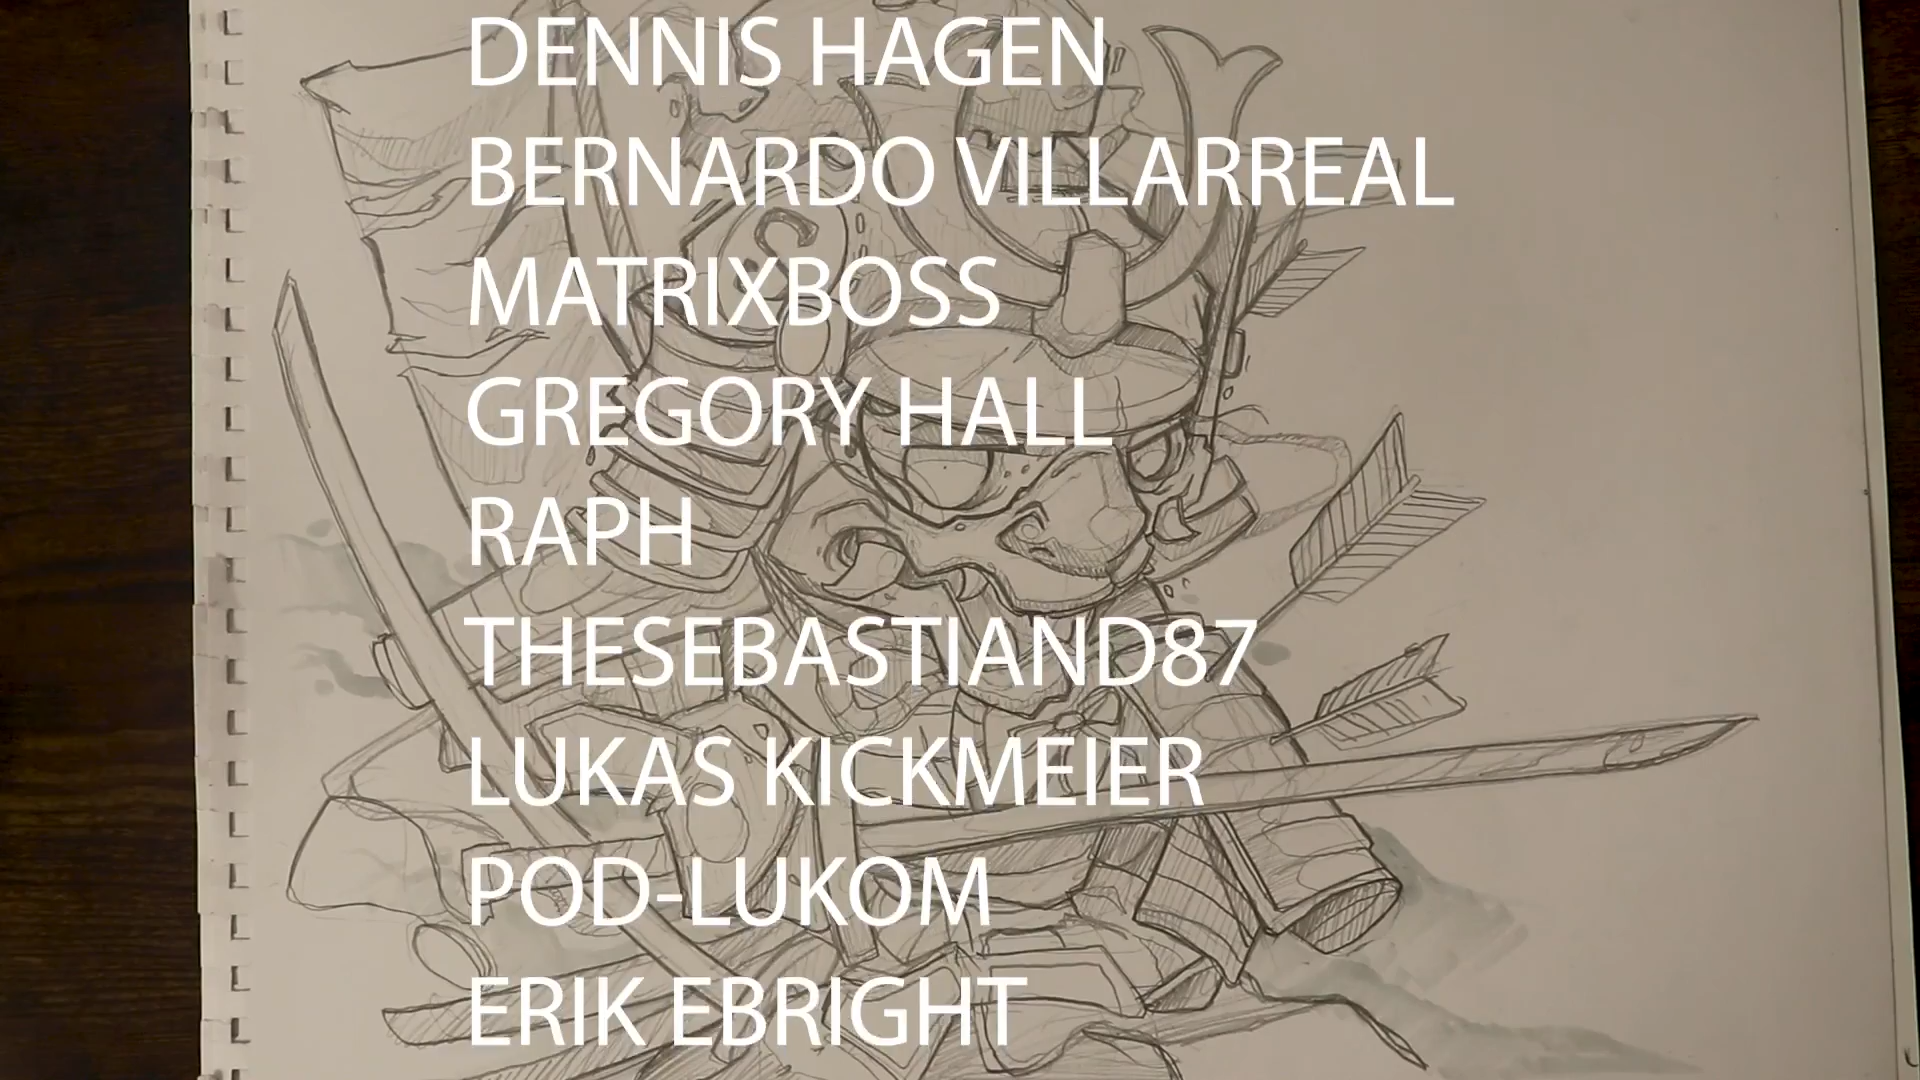 DENNIS HAGEN
BERNARDO VILLARREAL
MATRIXBOSS
GREGORY HALL
RAPH
THESEBASTIAND87
LUKAS KICKMEIER
POD-LUKOM
ERIK EBRIGHT